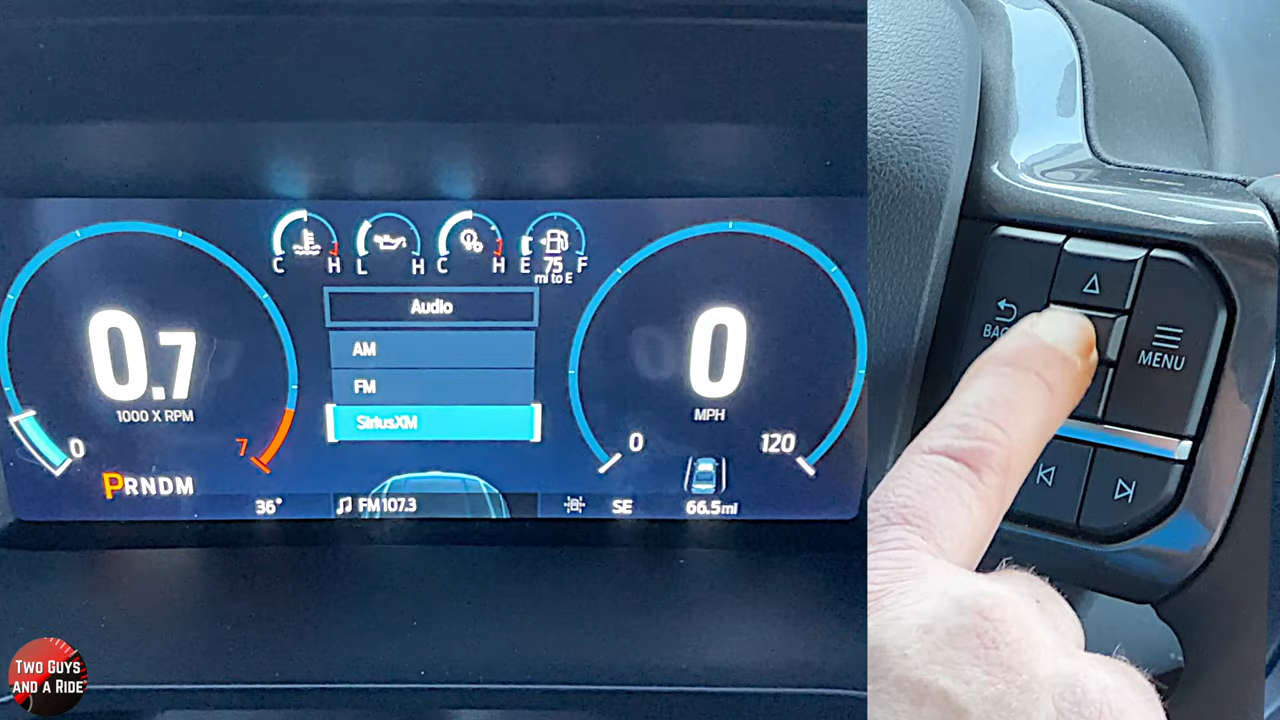 C H
L H
C H
E F
75
mi to E
Audio
AM
FM
SiriusXM
0.7
1000 X RPM
0
7
PRNDM
0
MPH
0
120
36°
FM107.3
SE
66.5mi
BAC
MENU
TWO GUYS
AND A RIDE